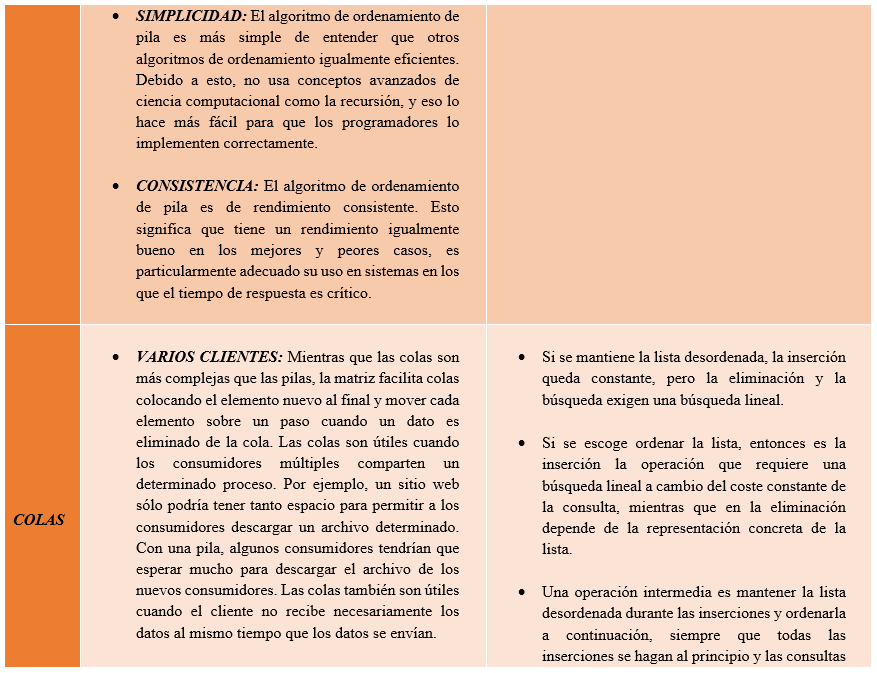 • SIMPLICIDAD: El algoritmo de ordenamiento de
pila es más simple de entender que otros
algoritmos de ordenamiento igualmente eficientes.
Debido a esto, no usa conceptos avanzados de
ciencia computacional como la recursión, y eso lo
hace más fácil para que los programadores lo
implementen correctamente.
• CONSISTENCIA: El algoritmo de ordenamiento
de pila es de rendimiento consistente. Esto
significa que tiene un rendimiento igualmente
bueno en los mejores y peores casos, es
particularmente adecuado su uso en sistemas en los
que el tiempo de respuesta es crítico.
COLAS
• VARIOS CLIENTES: Mientras que las colas son
más complejas que las pilas, la matriz facilita colas
colocando el elemento nuevo al final y mover cada
elemento sobre un paso cuando un dato es
eliminado de la cola. Las colas son útiles cuando
los consumidores múltiples comparten un
determinado proceso. Por ejemplo, un sitio web
sólo podría tener tanto espacio para permitir a los
consumidores descargar un archivo determinado.
Con una pila, algunos consumidores tendrían que
esperar mucho para descargar el archivo de los
nuevos consumidores. Las colas también son útiles
cuando el cliente no recibe necesariamente los
datos al mismo tiempo que los datos se envían.
• Si se mantiene la lista desordenada, la inserción
queda constante, pero la eliminación y la
búsqueda exigen una búsqueda lineal.
• Si se escoge ordenar la lista, entonces es la
inserción la operación que requiere una
búsqueda lineal a cambio del coste constante de
la consulta, mientras que en la eliminación
depende de la representación concreta de la
lista.
• Una operación intermedia es mantener la lista
desordenada durante las inserciones y ordenarla
a continuación, siempre que todas las
inserciones se hagan al principio y las consultas